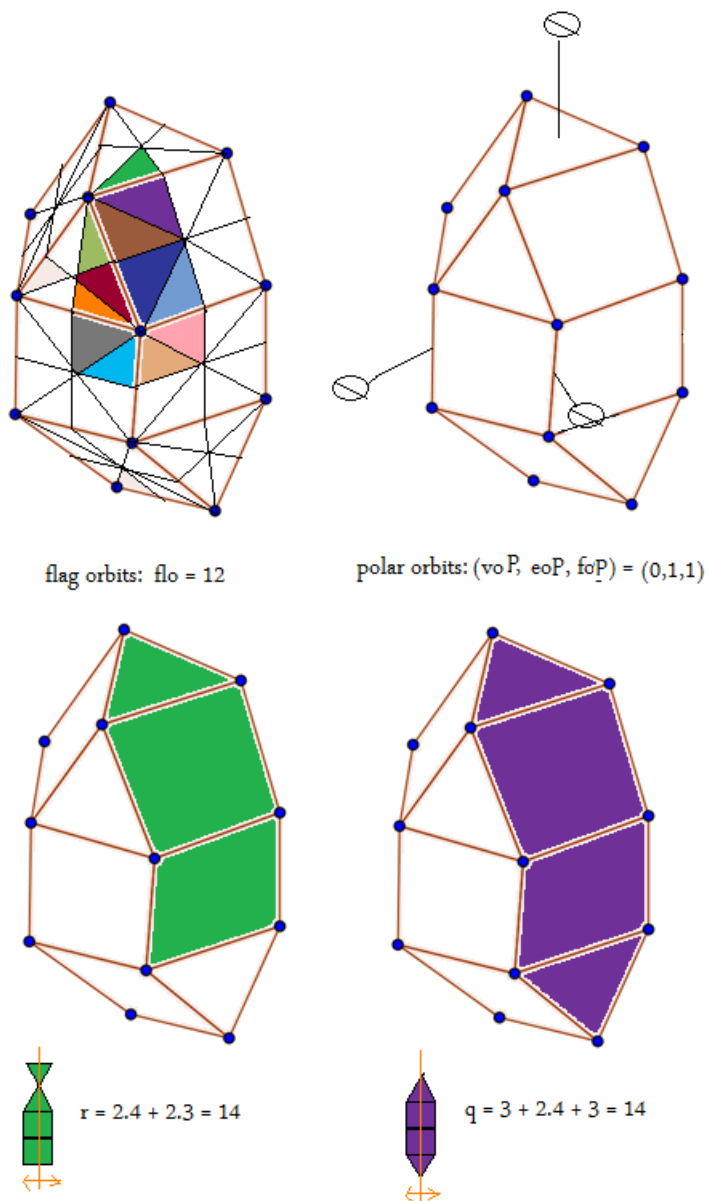 flag orbits: flo = 12
polar orbits: (voP, eoP, foP) = (0,1,1)
r = 2.4 + 2.3 = 14
q = 3 + 2.4 + 3 = 14